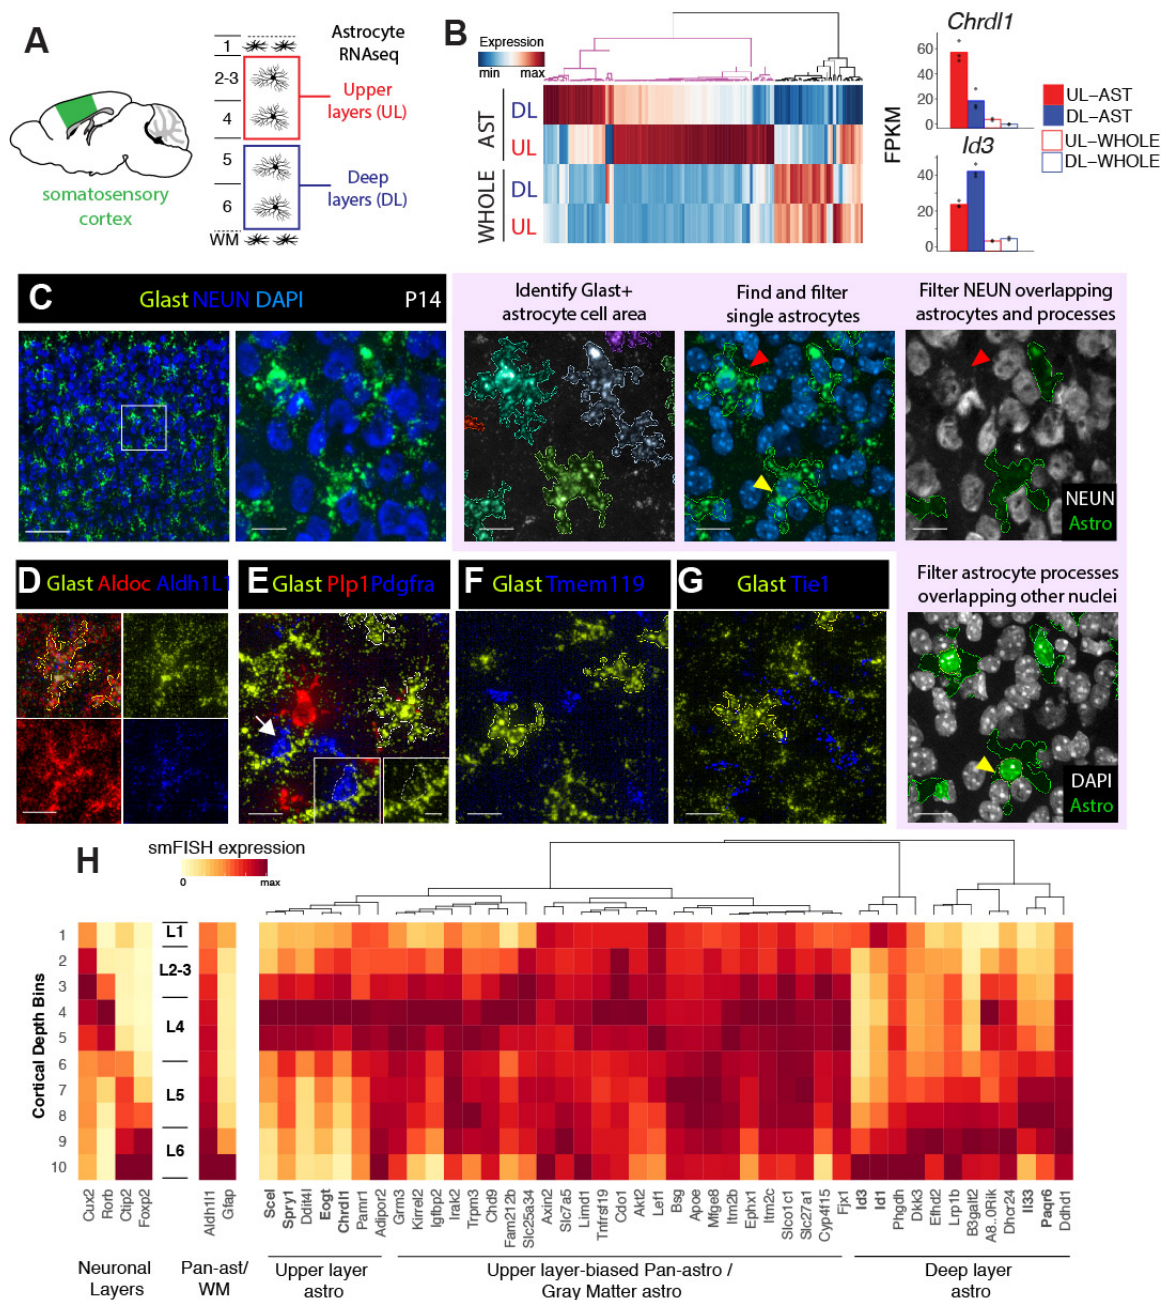 A
1
2-3
4
5
6
WM
Astrocyte
RNAseq
Upper
layers (UL)
Deep
layers (DL)
somatosensory
cortex
B
Expression
min max
AST
DL
UL
WHOLE
DL
UL
FPKM
Chrdl1
60
40
20
0
Id3
40
20
0
UL-AST
DL-AST
UL-WHOLE
DL-WHOLE
C
Glast NEUN DAPI P14
Identify Glast+
astrocyte cell area
Find and filter
single astrocytes
Filter NEUN overlapping
astrocytes and processes
NEUN
Astro
D Glast Aldoc Aldh1L1
E Glast Plp1 Pdgfra
F Glast Tmem119
G Glast Tie1
Filter astrocyte processes
overlapping other nuclei
DAPI
Astro
H
smFISH expression
0 max
Cortical Depth Bins
1
2
3
4
5
6
7
8
9
10
L1
L2-3
L4
L5
L6
Cux2
Rorb
Ctip2
Foxp2
Aldh1l1
Gfap
Scel
Spry1
Ddif4l
Eogt
Chrdl1
Pamr1
Adipor2
Grm3
Kirrel2
Igfbp2
Irak2
Trpm3
Chd9
Fam212b
Slc25a34
Axin2
Slc7a5
Limd1
Tnfrsf19
Cdo1
Akt2
Lef1
Bsg
Apoe
Mfge8
Itm2b
Ephx1
Itm2c
Slco1c1
Slc27a1
Cyp4f15
Fjx1
Id3
Id1
Phgdh
Dkk3
Efhd2
Lrp1b
B3galt2
A8..0Rik
Dhcr24
Il33
Paqr6
Ddhd1
Neuronal
Layers
Pan-ast/
WM
Upper layer
astro
Upper layer-biased Pan-astro /
Gray Matter astro
Deep layer
astro